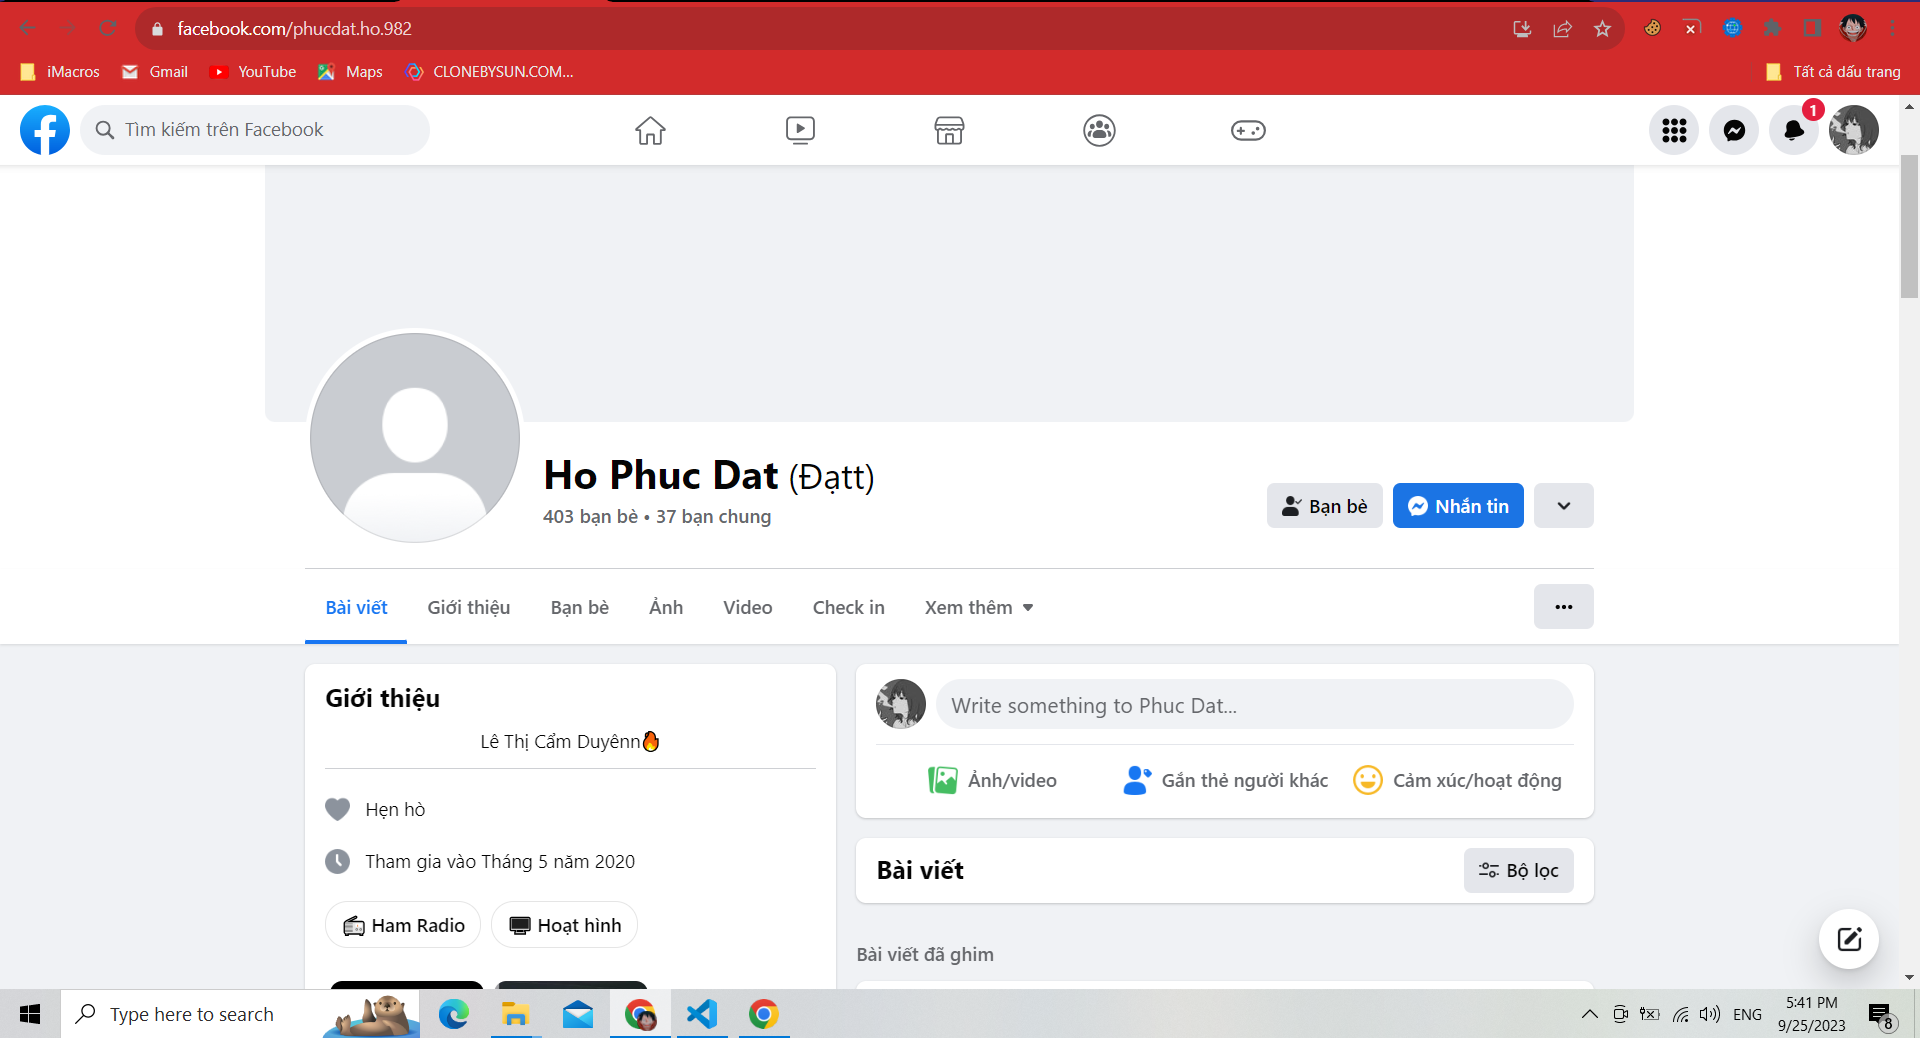 facebook.com/phucdat.ho.982
iMacros Gmail YouTube Maps CLONEBYSUN.COM... Tất cả dấu trang
Tìm kiếm trên Facebook
1
Ho Phuc Dat (Đạtt)
403 bạn bè • 37 bạn chung
Bạn bè
Nhắn tin
Bài viết Giới thiệu Bạn bè Ảnh Video Check in Xem thêm
Giới thiệu
Lê Thị Cẩm Duyênn🔥
Hẹn hò
Tham gia vào Tháng 5 năm 2020
Ham Radio Hoạt hình
Write something to Phuc Dat...
Ảnh/video Gắn thẻ người khác Cảm xúc/hoạt động
Bài viết
Bộ lọc
Bài viết đã ghim
Type here to search
ENG
5:41 PM
9/25/2023
8